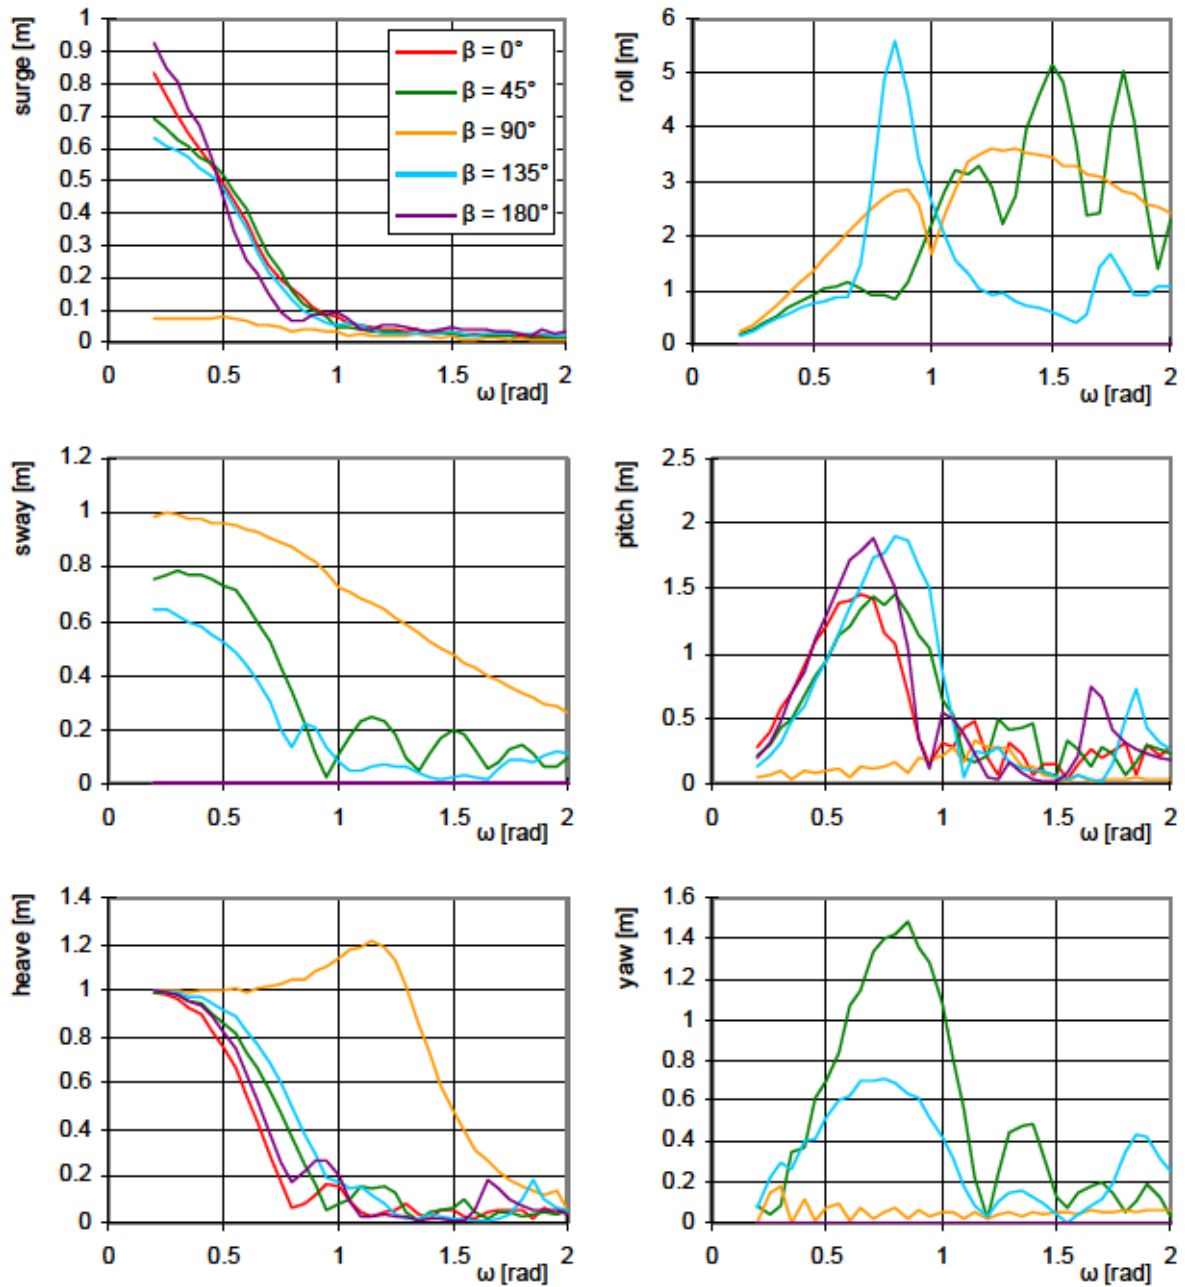 surge [m]
1
0.9
0.8
0.7
0.6
0.5
0.4
0.3
0.2
0.1
0
0 0.5 1 1.5 2
ω [rad]
β = 0°
β = 45°
β = 90°
β = 135°
β = 180°
roll [m]
6
5
4
3
2
1
0
0 0.5 1 1.5 2
ω [rad]
sway [m]
1.2
1
0.8
0.6
0.4
0.2
0
0 0.5 1 1.5 2
ω [rad]
pitch [m]
2.5
2
1.5
1
0.5
0
0 0.5 1 1.5 2
ω [rad]
heave [m]
1.4
1.2
1
0.8
0.6
0.4
0.2
0
0 0.5 1 1.5 2
ω [rad]
yaw [m]
1.6
1.4
1.2
1
0.8
0.6
0.4
0.2
0
0 0.5 1 1.5 2
ω [rad]